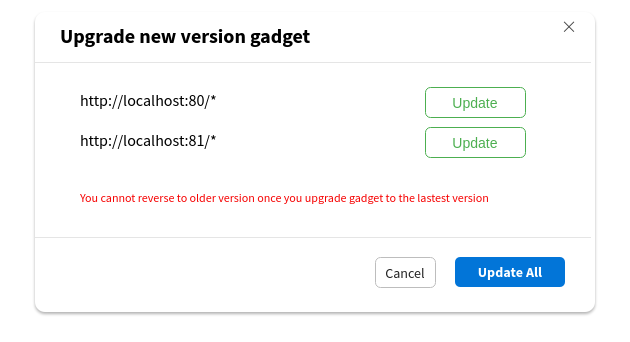 Upgrade new version gadget
http://localhost:80/*
Update
http://localhost:81/*
Update
You cannot reverse to older version once you upgrade gadget to the lastest version
Cancel
Update All